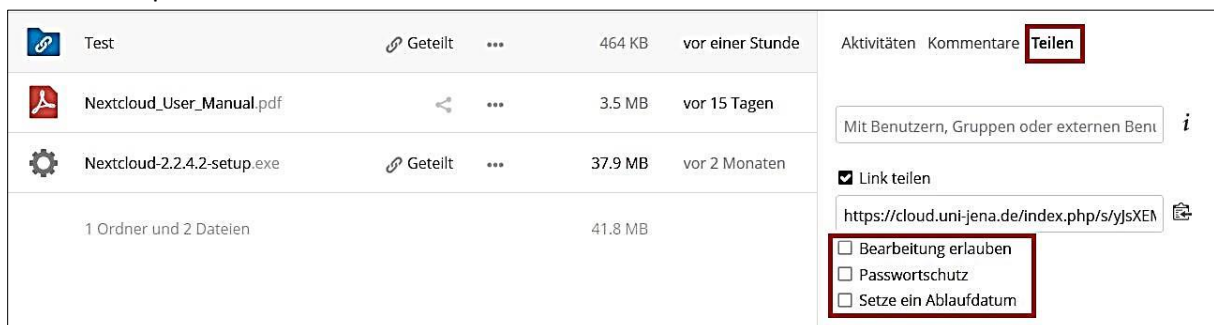 Test Geteilt ••• 464 KB vor einer Stunde
Nextcloud_User_Manual.pdf ••• 3.5 MB vor 15 Tagen
Nextcloud-2.2.4.2-setup.exe Geteilt ••• 37.9 MB vor 2 Monaten
1 Ordner und 2 Dateien 41.8 MB
Aktivitäten Kommentare Teilen
Mit Benutzern, Gruppen oder externen Benu i
Link teilen
https://cloud.uni-jena.de/index.php/s/yJsXEM
Bearbeitung erlauben
Passwortschutz
Setze ein Ablaufdatum